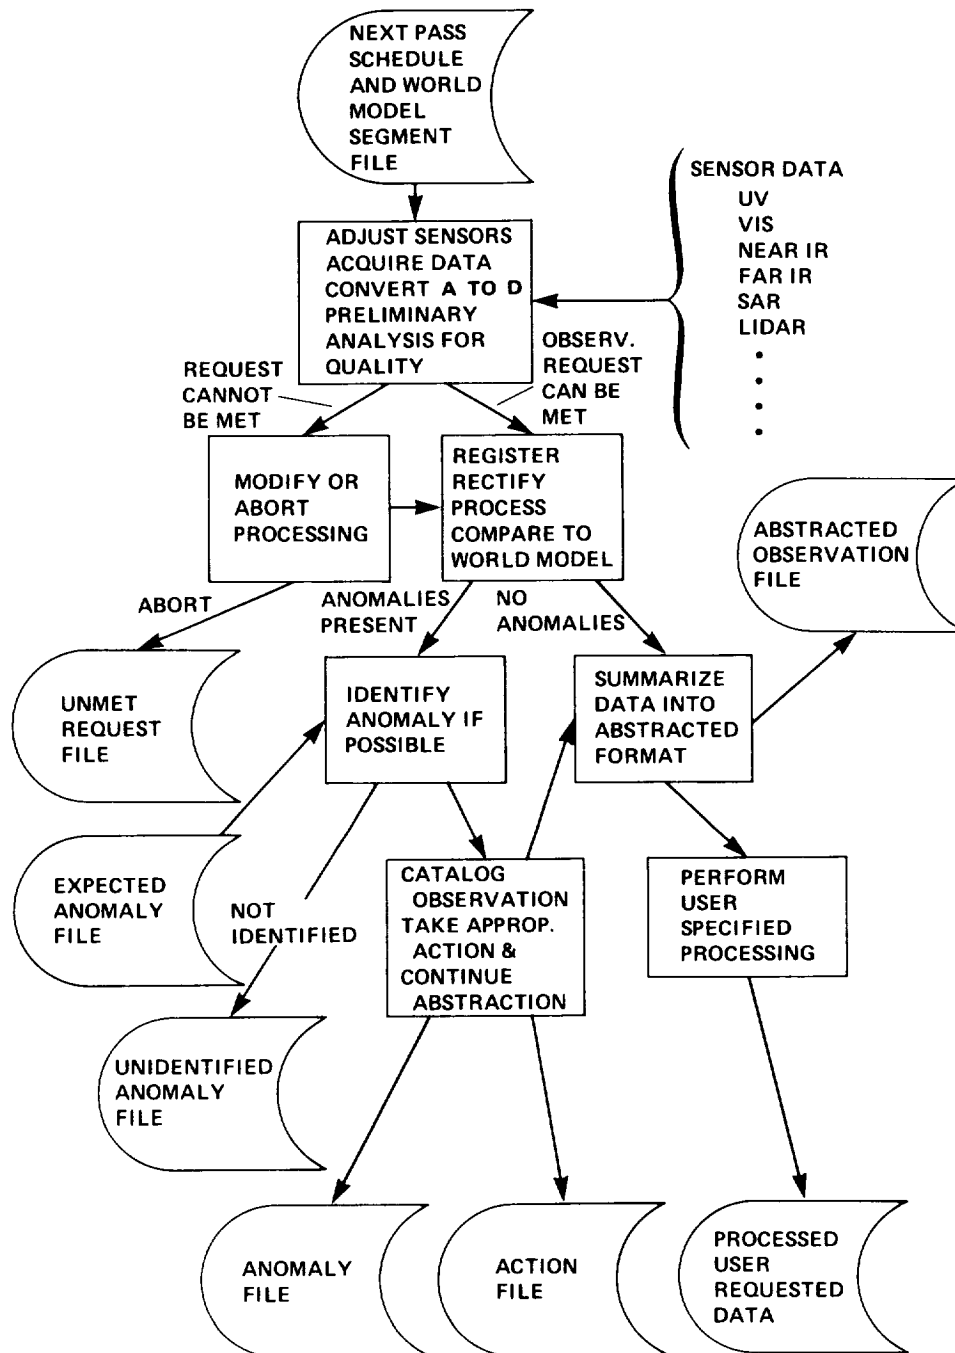 NEXT PASS
SCHEDULE
AND WORLD
MODEL
SEGMENT
FILE
SENSOR DATA
UV
VIS
NEAR IR
FAR IR
SAR
LIDAR
ADJUST SENSORS
ACQUIRE DATA
CONVERT A TO D
PRELIMINARY
ANALYSIS FOR
QUALITY
REQUEST
CANNOT
BE MET
OBSERV.
REQUEST
CAN BE
MET
MODIFY OR
ABORT
PROCESSING
REGISTER
RECTIFY
PROCESS
COMPARE TO
WORLD MODEL
ABSTRACTED
OBSERVATION
FILE
ABORT
ANOMALIES
PRESENT
NO
ANOMALIES
UNMET
REQUEST
FILE
IDENTIFY
ANOMALY IF
POSSIBLE
SUMMARIZE
DATA INTO
ABSTRACTED
FORMAT
EXPECTED
ANOMALY
FILE
NOT
IDENTIFIED
CATALOG
OBSERVATION
TAKE APPROP.
ACTION &
CONTINUE
ABSTRACTION
PERFORM
USER
SPECIFIED
PROCESSING
UNIDENTIFIED
ANOMALY
FILE
ANOMALY
FILE
ACTION
FILE
PROCESSED
USER
REQUESTED
DATA